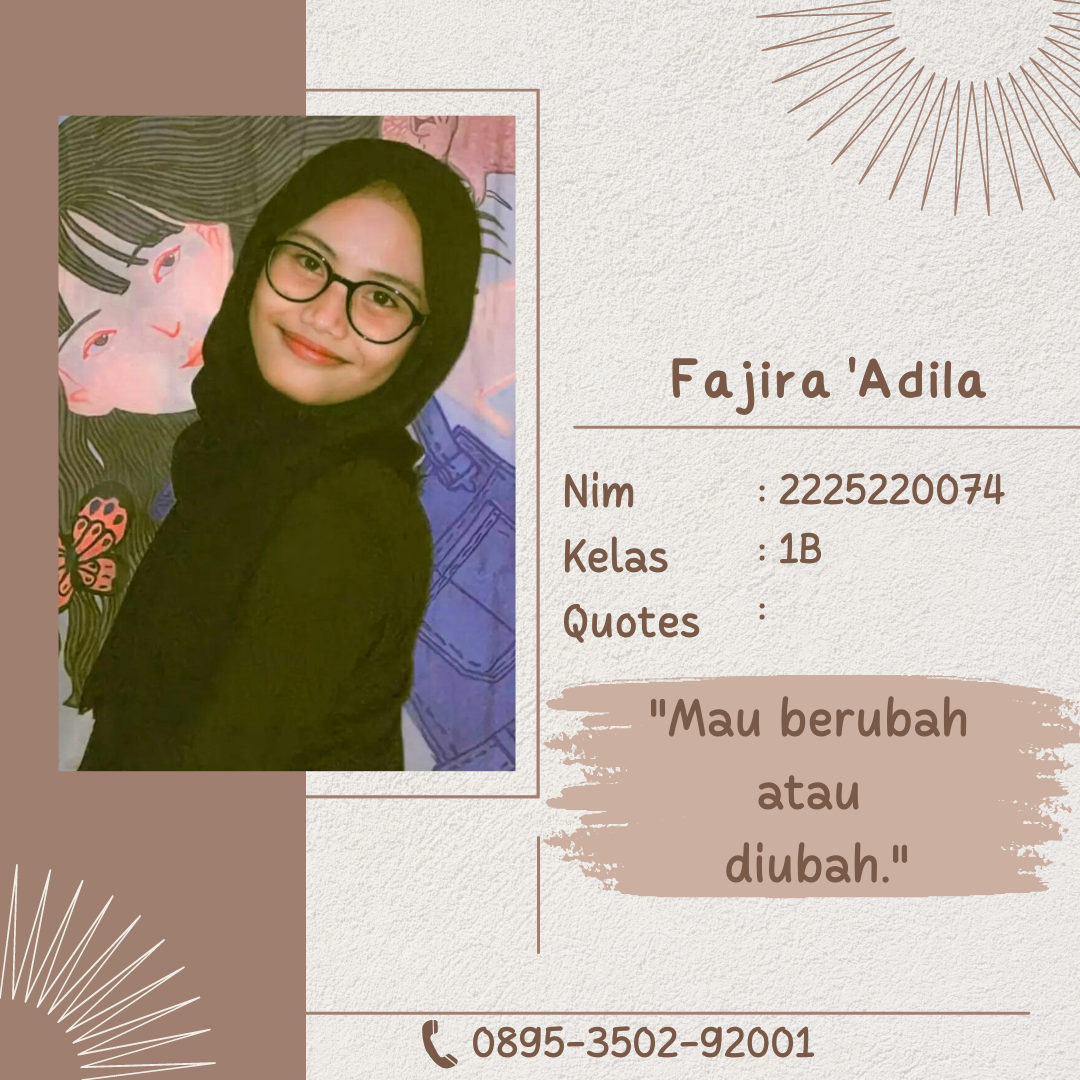 Fajira 'Adila
Nim : 2225220074
Kelas : 1B
Quotes :
"Mau berubah
atau
diubah."
0895-3502-92001